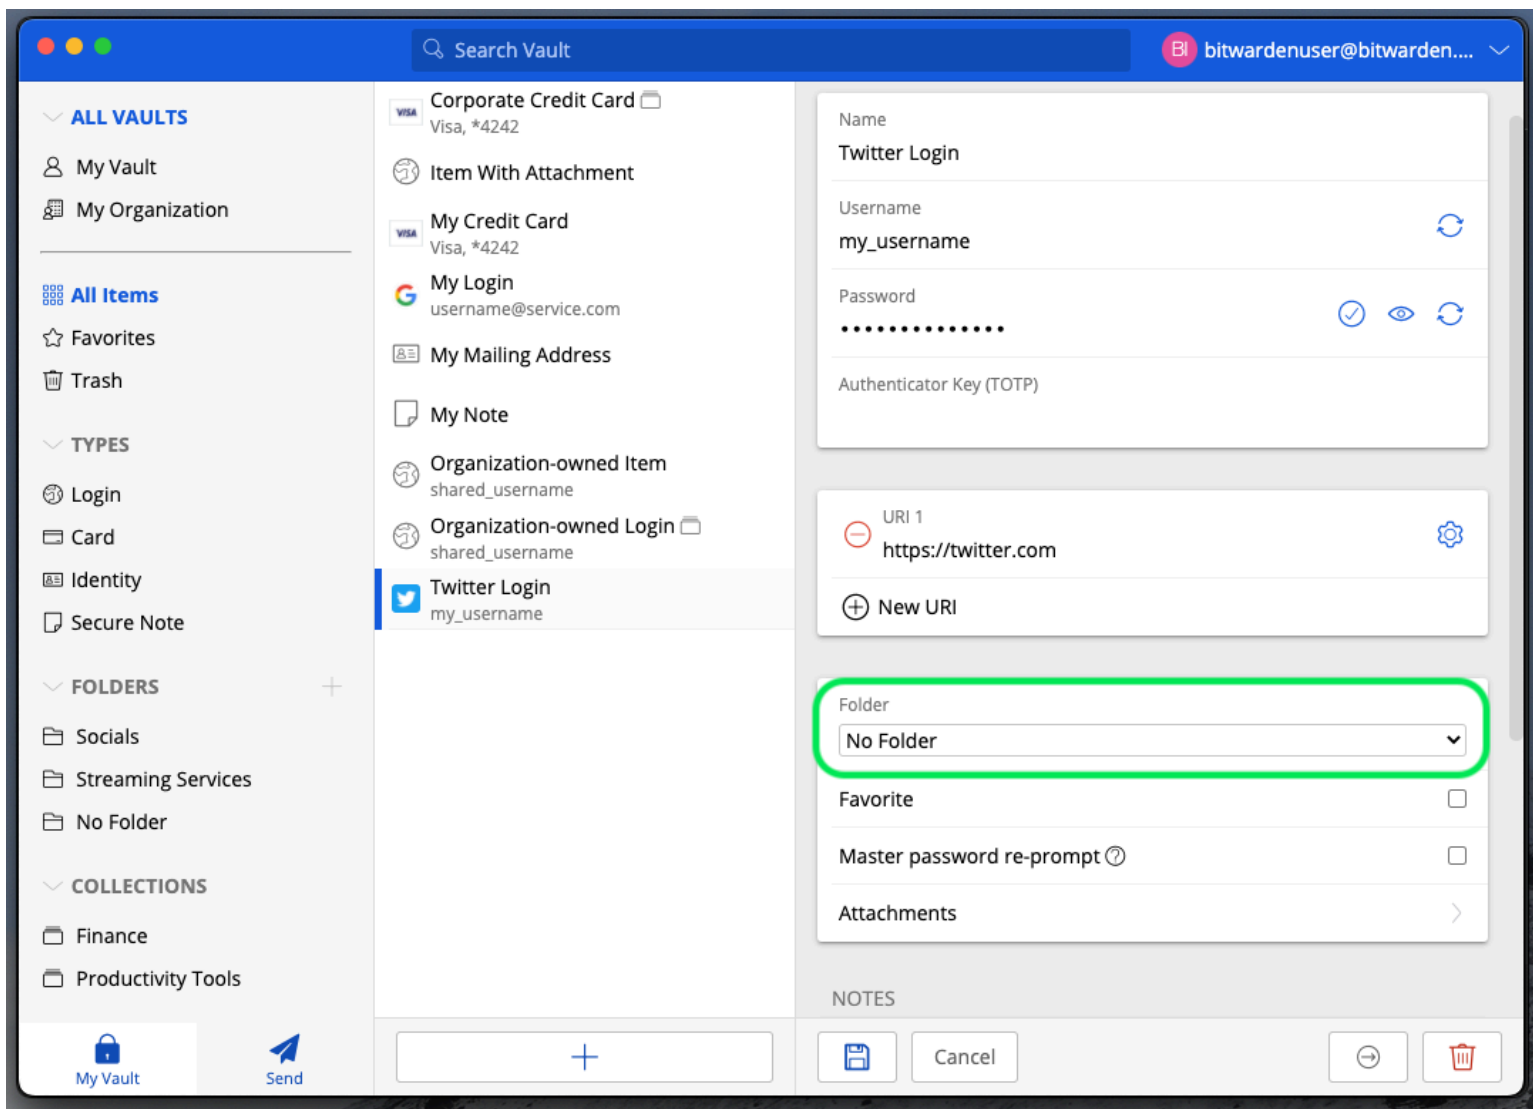 Search Vault
BI
bitwardenuser@bitwarden....
ALL VAULTS
My Vault
My Organization
All Items
Favorites
Trash
TYPES
Login
Card
Identity
Secure Note
FOLDERS
Socials
Streaming Services
No Folder
COLLECTIONS
Finance
Productivity Tools
My Vault
Send
VISA
Corporate Credit Card
Visa, *4242
Item With Attachment
VISA
My Credit Card
Visa, *4242
My Login
username@service.com
My Mailing Address
My Note
Organization-owned Item
shared_username
Organization-owned Login
shared_username
Twitter Login
my_username
Name
Twitter Login
Username
my_username
Password
••••••••••••••
Authenticator Key (TOTP)
URI 1
https://twitter.com
New URI
Folder
No Folder
Favorite
Master password re-prompt
Attachments
NOTES
Cancel